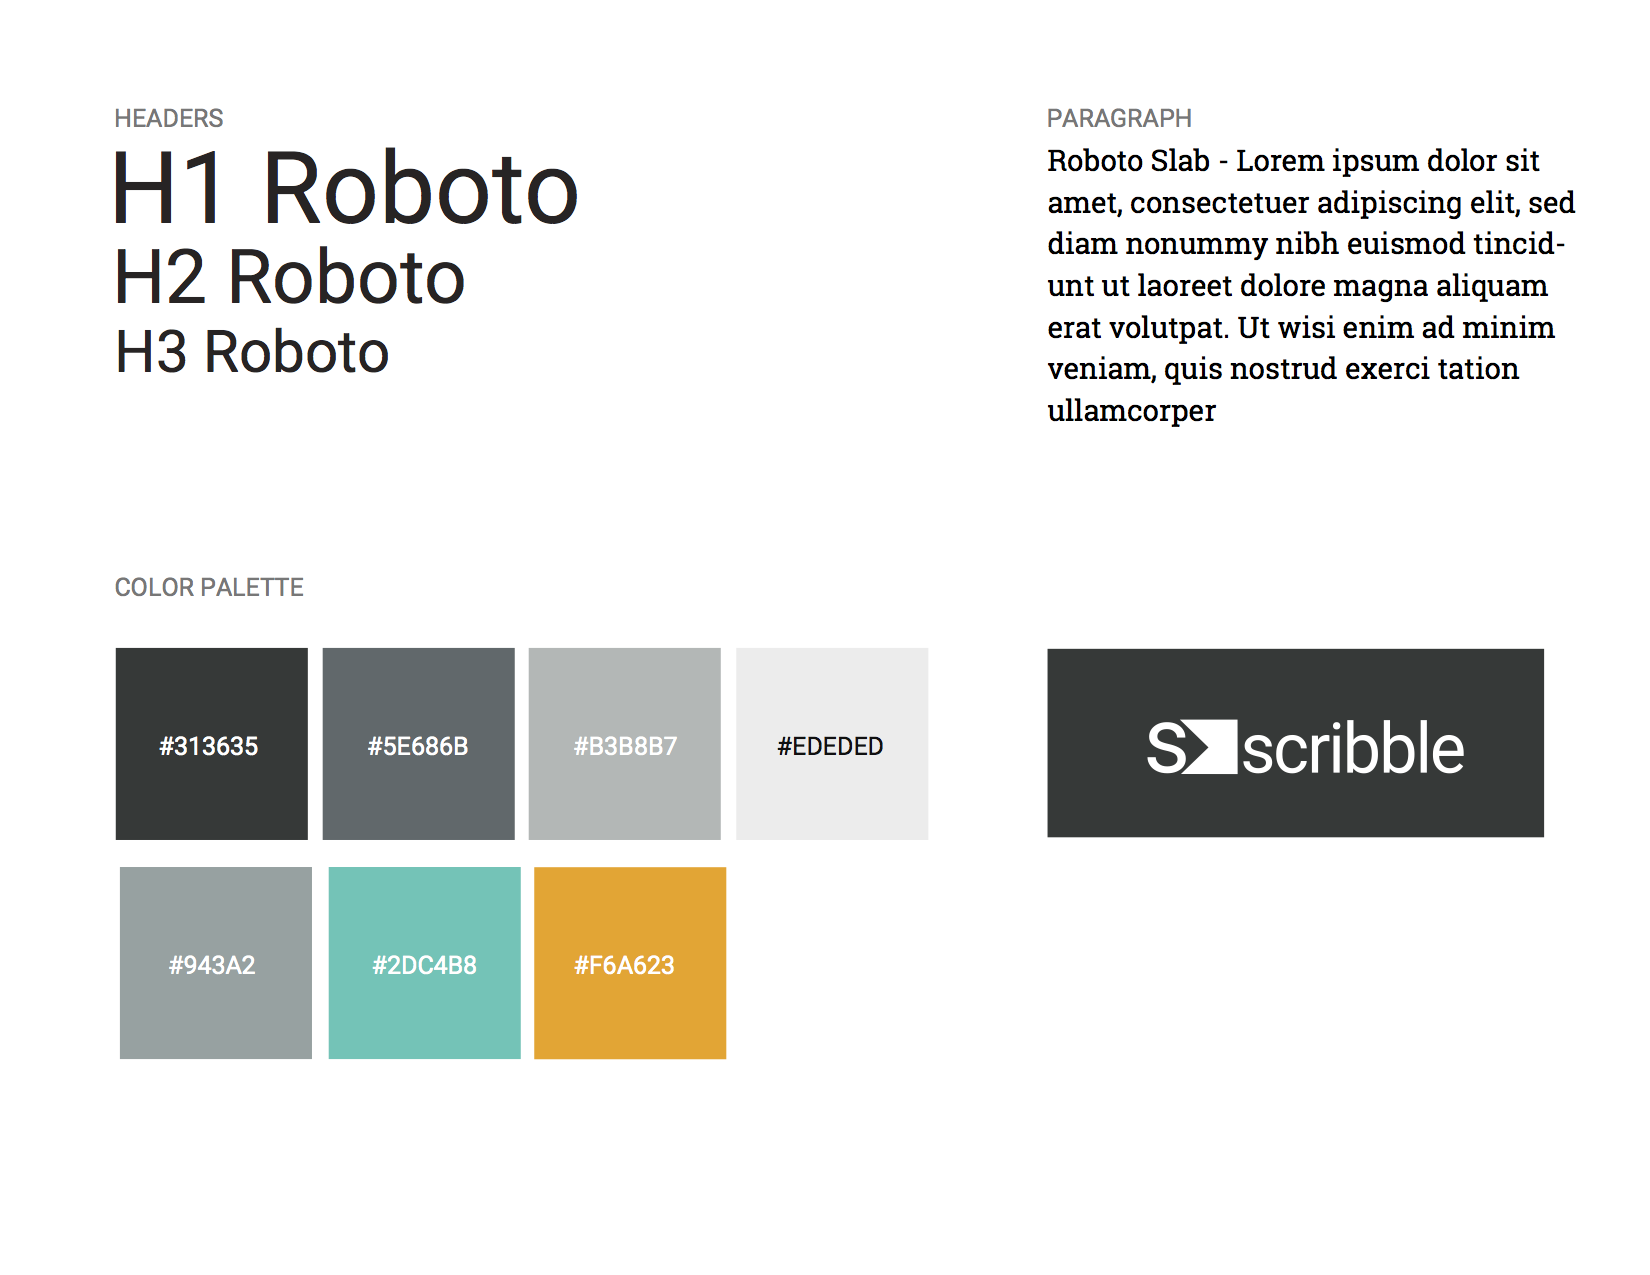 HEADERS
H1 Roboto
H2 Roboto
H3 Roboto
PARAGRAPH
Roboto Slab - Lorem ipsum dolor sit
amet, consectetuer adipiscing elit, sed
diam nonummy nibh euismod tincid-
unt ut laoreet dolore magna aliquam
erat volutpat. Ut wisi enim ad minim
veniam, quis nostrud exerci tation
ullamcorper
COLOR PALETTE
#313635
#5E686B
#B3B8B7
#EDEDED
#943A2
#2DC4B8
#F6A623
S scribble